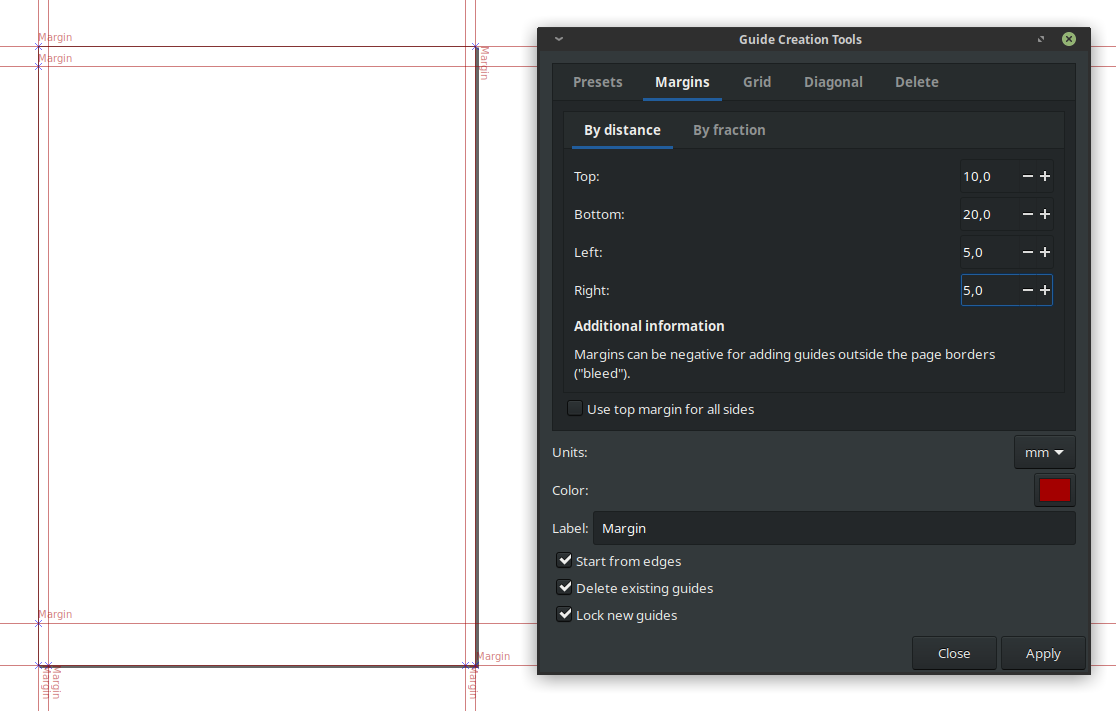 Margin
Margin
Margin
Margin
Margin
Margin
Margin
Margin
Guide Creation Tools
Presets Margins Grid Diagonal Delete
By distance By fraction
Top: 10,0
Bottom: 20,0
Left: 5,0
Right: 5,0
Additional information
Margins can be negative for adding guides outside the page borders
("bleed").
Use top margin for all sides
Units: mm
Color:
Label: Margin
Start from edges
Delete existing guides
Lock new guides
Close Apply